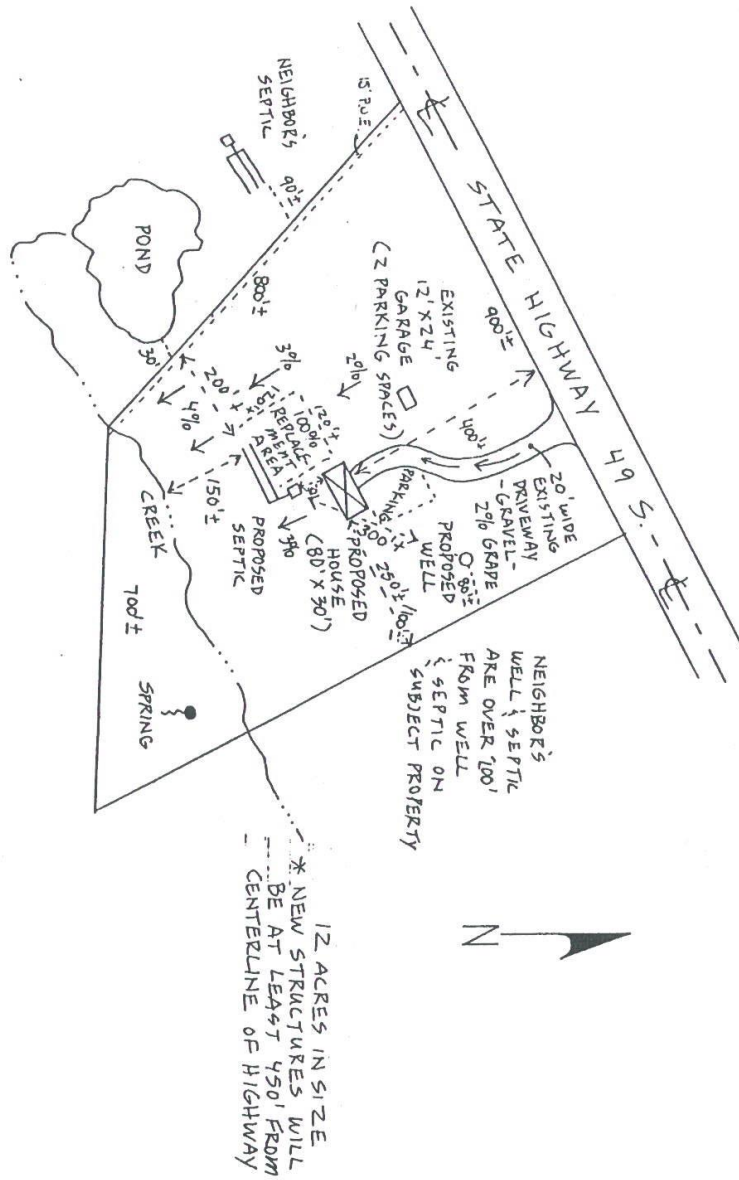 STATE HIGHWAY 49 S.
15' P.U.E.
900'±
NEIGHBOR'S
SEPTIC
90'±
POND
800'±
EXISTING
12' X 24'
GARAGE
(2 PARKING SPACES)
400'±
20' WIDE
EXISTING
DRIVEWAY
-GRAVEL-
2% GRADE
PARKING
PROPOSED
WELL
80'±
2%
3%
4%
3%
120'±
100%
REPLACE-
MENT
AREA
200'±
30'
300'
250'±
100'±
PROPOSED
HOUSE
(80' X 30')
PROPOSED
SEPTIC
150'±
CREEK
700'±
SPRING
NEIGHBOR'S
WELL & SEPTIC
ARE OVER 200'
FROM WELL
& SEPTIC ON
SUBJECT PROPERTY
N
12 ACRES IN SIZE
* NEW STRUCTURES WILL
BE AT LEAST 450' FROM
CENTERLINE OF HIGHWAY